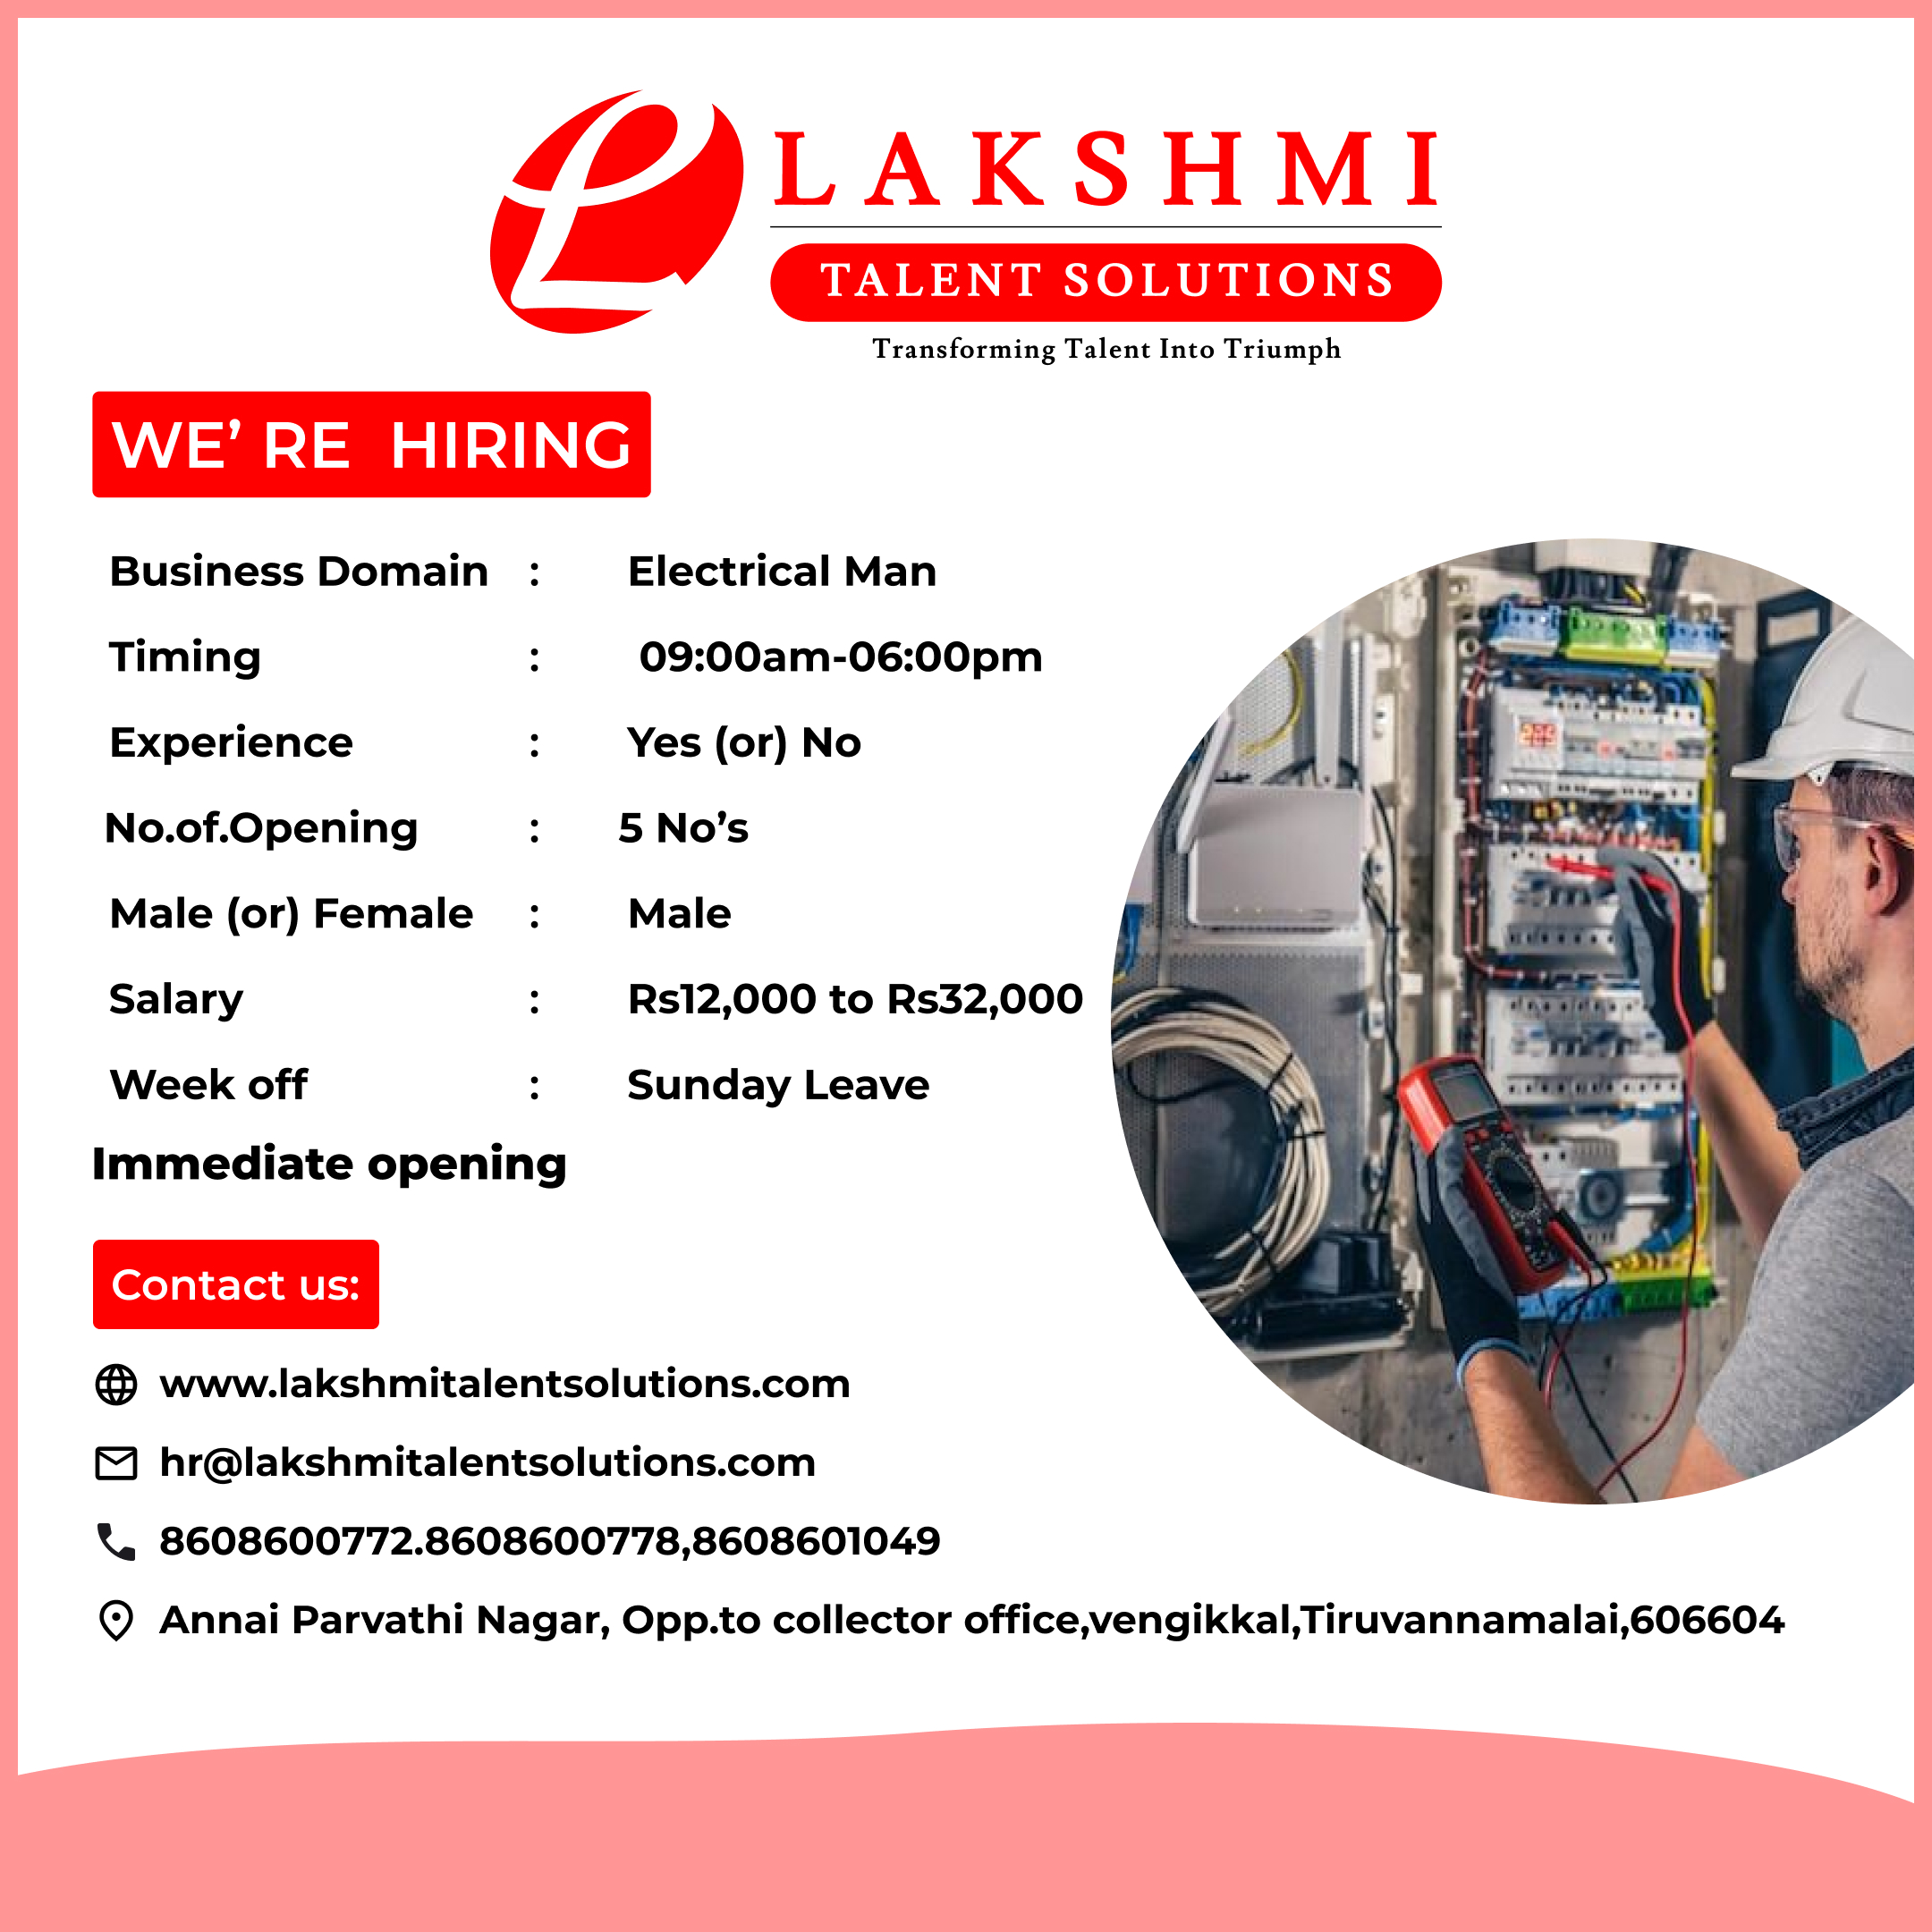 LAKSHMI
TALENT SOLUTIONS
Transforming Talent Into Triumph
WE’ RE HIRING
Business Domain : Electrical Man
Timing : 09:00am-06:00pm
Experience : Yes (or) No
No.of.Opening : 5 No’s
Male (or) Female : Male
Salary : Rs12,000 to Rs32,000
Week off : Sunday Leave
Immediate opening
Contact us:
www.lakshmitalentsolutions.com
hr@lakshmitalentsolutions.com
8608600772.8608600778,8608601049
Annai Parvathi Nagar, Opp.to collector office,vengikkal,Tiruvannamalai,606604